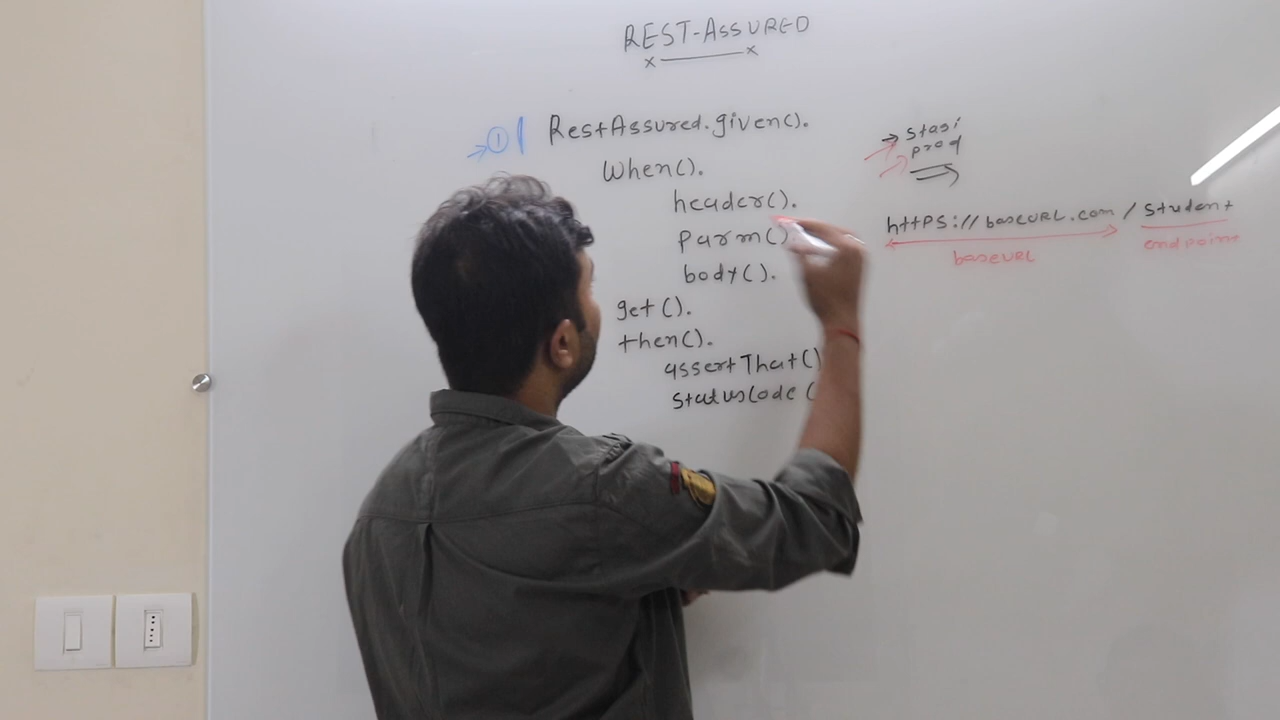 REST-ASSURED
① RestAssured.given().
When().
header().
parm().
body().
get().
then().
assertThat()
statusCode (
stagi
prod
https://baseURL.com/student
baseURL
endpoint